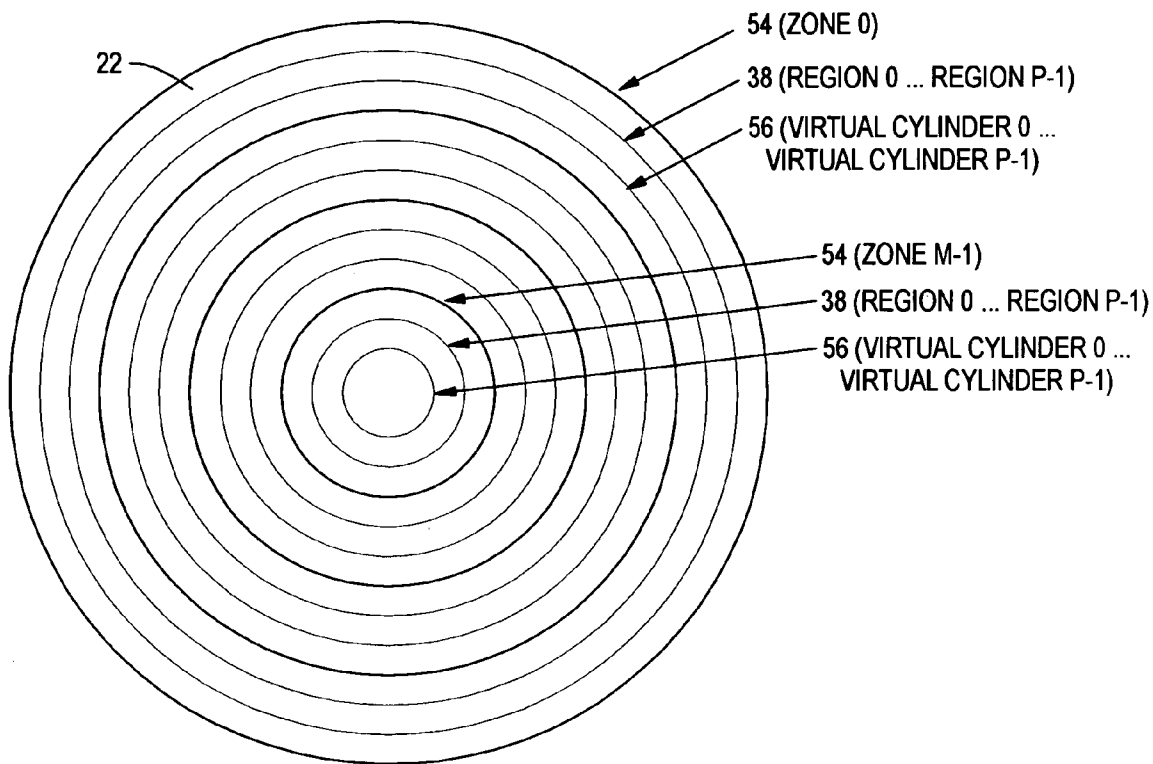 54 (ZONE 0)
22
38 (REGION 0 ... REGION P-1)
56 (VIRTUAL CYLINDER 0 ...
VIRTUAL CYLINDER P-1)
54 (ZONE M-1)
38 (REGION 0 ... REGION P-1)
56 (VIRTUAL CYLINDER 0 ...
VIRTUAL CYLINDER P-1)